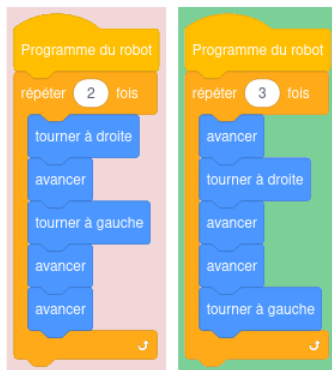 Programme du robot
répéter 2 fois
tourner à droite
avancer
tourner à gauche
avancer
avancer
Programme du robot
répéter 3 fois
avancer
tourner à droite
avancer
avancer
tourner à gauche